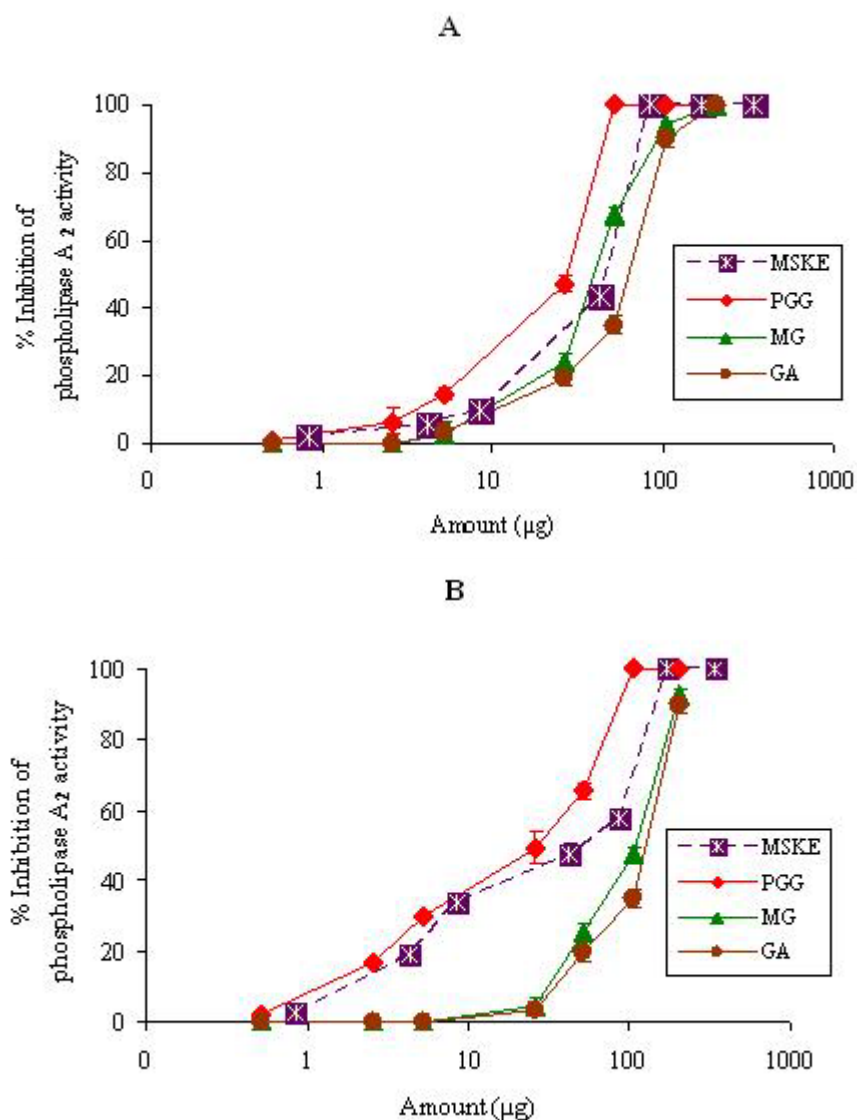 A
% Inhibition of
phospholipase A 2 activity
100
80
60
40
20
0
0 1 10 100 1000
Amount (µg)
MSKE
PGG
MG
GA
B
% Inhibition of
phospholipase A2 activity
100
80
60
40
20
0
0 1 10 100 1000
Amount (µg)
MSKE
PGG
MG
GA